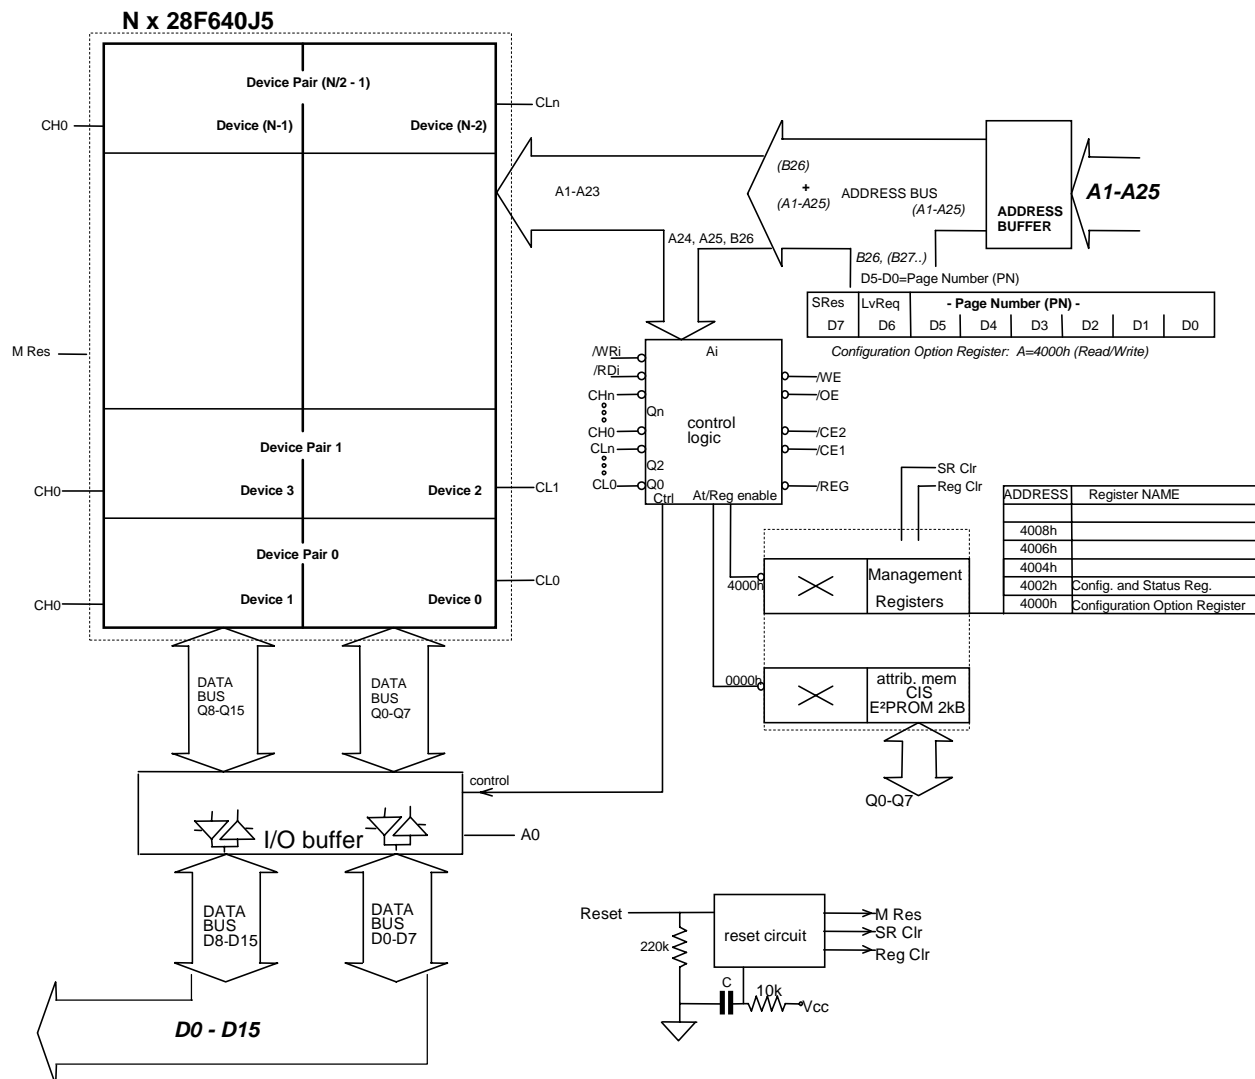 N x 28F640J5
Device Pair (N/2 - 1)
CLn
CH0
Device (N-1)
Device (N-2)
A1-A23
(B26)
+
(A1-A25)
ADDRESS BUS
(A1-A25)
ADDRESS
BUFFER
A1-A25
A24, A25, B26
B26, (B27..)
D5-D0=Page Number (PN)
SRes
LvReq
- Page Number (PN) -
D7
D6
D5
D4
D3
D2
D1
D0
Configuration Option Register: A=4000h (Read/Write)
M Res
/WRi
/RDi
CHn
CH0
CLn
CL0
Ai
Qn
control
logic
Q2
Q0
Ctrl
At/Reg enable
/WE
/OE
/CE2
/CE1
/REG
Device Pair 1
CH0
Device 3
Device 2
CL1
Device Pair 0
CH0
Device 1
Device 0
CL0
SR Clr
Reg Clr
ADDRESS
Register NAME
4008h
4006h
4004h
4002h
Config. and Status Reg.
4000h
Configuration Option Register
4000h
Management
Registers
0000h
attrib. mem
CIS
E²PROM 2kB
Q0-Q7
DATA
BUS
Q8-Q15
DATA
BUS
Q0-Q7
control
I/O buffer
A0
DATA
BUS
D8-D15
DATA
BUS
D0-D7
D0 - D15
Reset
220k
reset circuit
M Res
SR Clr
Reg Clr
C
10k
Vcc